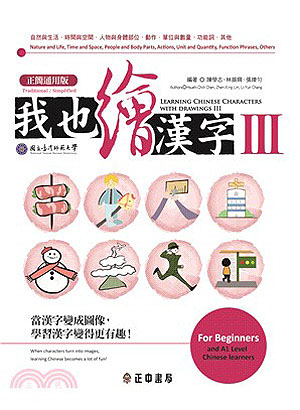 自然與生活．時間與空間．人物與身體部位．動作．單位與數量．功能詞．其他
Nature and Life, Time and Space, People and Body Parts, Actions, Unit and Quantity, Function Phrases, Others
正簡通用版
Traditional / Simplified
編著
陳學志．林振興．張瓅勻
Authors
Hsueh-Chih Chen, Zhen-Xing Lin, Li-Yun Chang
LEARNING CHINESE CHARACTERS
WITH DRAWINGS III
我也繪漢字III
國立臺灣師範大學
當漢字變成圖像，
學習漢字變得更有趣！
When characters turn into images,
learning Chinese becomes a lot of fun!
For Beginners
and A1 Level
Chinese learners
正中書局